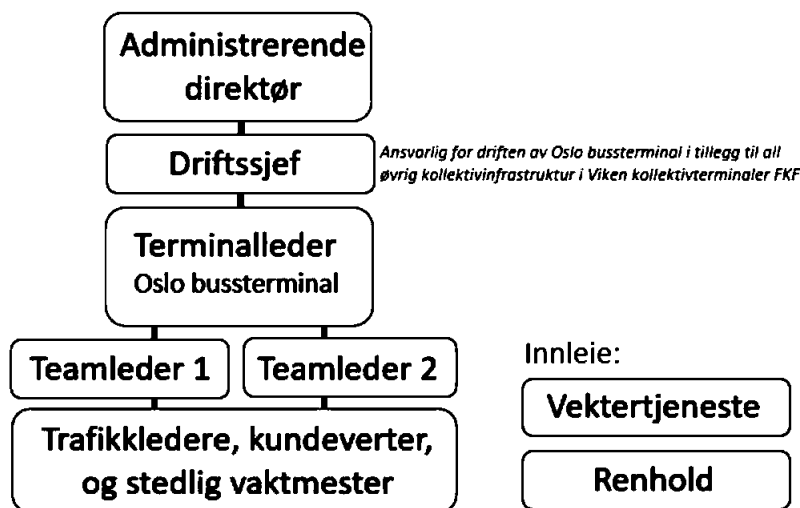 Administrerende
direktør
Driftssjef
Ansvarlig for driften av Oslo bussterminal i tillegg til all
øvrig kollektivinfrastruktur i Viken kollektivterminaler FKF
Terminalleder
Oslo bussterminal
Teamleder 1
Teamleder 2
Trafikkledere, kundeverter,
og stedlig vaktmester
Innleie:
Vektertjeneste
Renhold